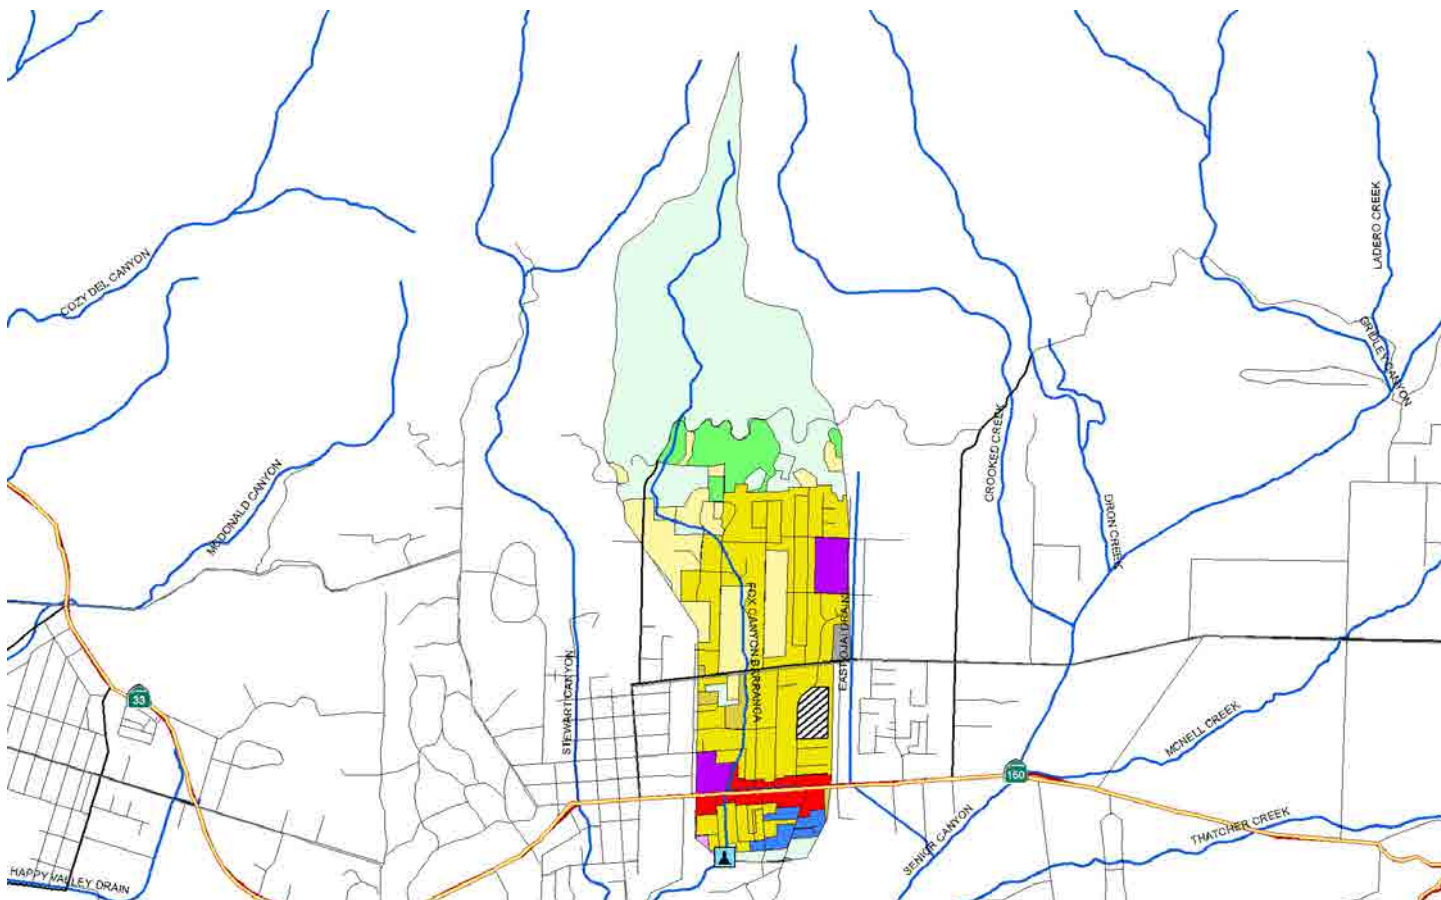 LADERO CREEK
COZY DEL CANYON
GRIDLEY CANYON
CROOKED CREEK
MCDONALD CANYON
DRON CREEK
FOX CANYON BARRANCA
EAST OJAI DRAIN
STEWART CANYON
33
MCNELL CREEK
150
THATCHER CREEK
SENIOR CANYON
HAPPY VALLEY DRAIN